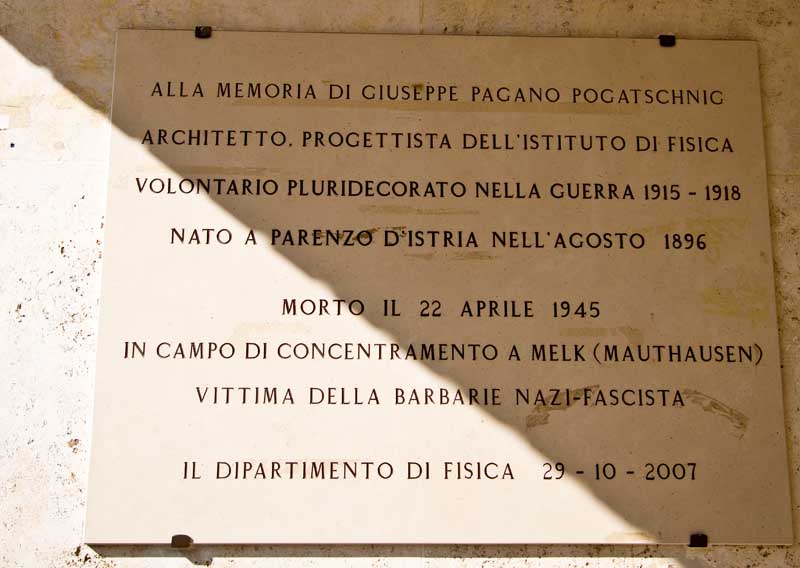 ALLA MEMORIA DI GIUSEPPE PAGANO POGATSCHNIG
ARCHITETTO, PROGETTISTA DELL'ISTITUTO DI FISICA
VOLONTARIO PLURIDECORATO NELLA GUERRA 1915 - 1918
NATO A PARENZO D'ISTRIA NELL'AGOSTO 1896
MORTO IL 22 APRILE 1945
IN CAMPO DI CONCENTRAMENTO A MELK (MAUTHAUSEN)
VITTIMA DELLA BARBARIE NAZI-FASCISTA
IL DIPARTIMENTO DI FISICA 29 - 10 - 2007